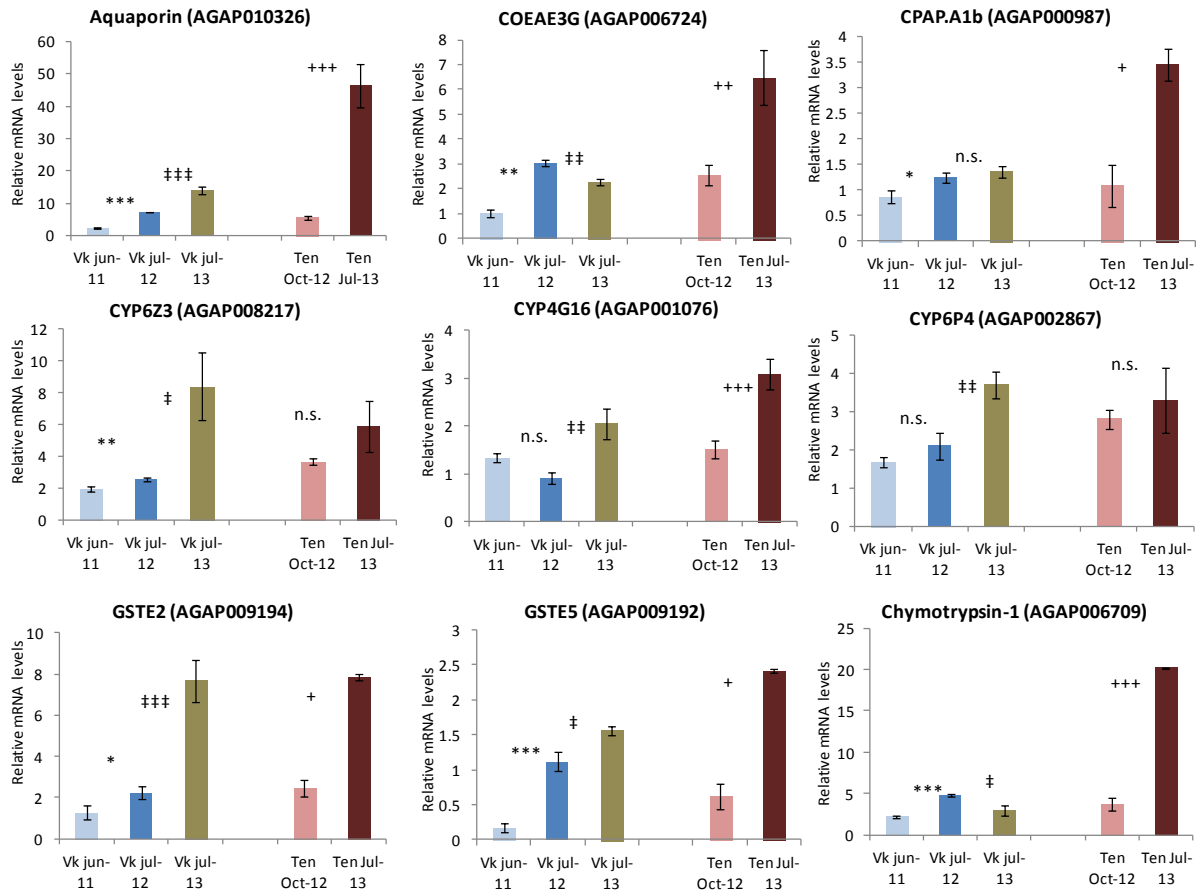 Aquaporin (AGAP010326)
Relative mRNA levels
60
50
40
30
20
10
0
***
‡‡‡
+++
Vk jun-
11
Vk jul-
12
Vk jul-
13
Ten
Oct-12
Ten
Jul-13
COEAE3G (AGAP006724)
Relative mRNA levels
8
7
6
5
4
3
2
1
0
**
‡‡
++
Vk jun-
11
Vk jul-
12
Vk jul-
13
Ten
Oct-12
Ten Jul-
13
CPAP.A1b (AGAP000987)
Relative mRNA levels
4
3.5
3
2.5
2
1.5
1
0.5
0
*
n.s.
+
Vk jun-
11
Vk jul-
12
Vk jul-
13
Ten
Oct-12
Ten Jul-
13
CYP6Z3 (AGAP008217)
Relative mRNA levels
12
10
8
6
4
2
0
**
‡
n.s.
Vk jun-
11
Vk jul-
12
Vk jul-
13
Ten
Oct-12
Ten Jul-
13
CYP4G16 (AGAP001076)
Relative mRNA levels
4
3
2
1
0
n.s.
‡‡
+++
Vk jun-
11
Vk jul-
12
Vk jul-
13
Ten
Oct-12
Ten Jul-
13
CYP6P4 (AGAP002867)
Relative mRNA levels
5
4
3
2
1
0
n.s.
‡‡
n.s.
Vk jun-
11
Vk jul-
12
Vk jul-
13
Ten
Oct-12
Ten Jul-
13
GSTE2 (AGAP009194)
Relative mRNA levels
10
8
6
4
2
0
*
‡‡‡
+
Vk jun-
11
Vk jul-
12
Vk jul-
13
Ten
Oct-12
Ten Jul-
13
GSTE5 (AGAP009192)
Relative mRNA levels
3
2.5
2
1.5
1
0.5
0
***
‡
+
Vk jun-
11
Vk jul-
12
Vk jul-
13
Ten
Oct-12
Ten Jul-
13
Chymotrypsin-1 (AGAP006709)
Relative mRNA levels
25
20
15
10
5
0
***
‡
+++
Vk jun-
11
Vk jul-
12
Vk jul-
13
Ten
Oct-12
Ten Jul-
13